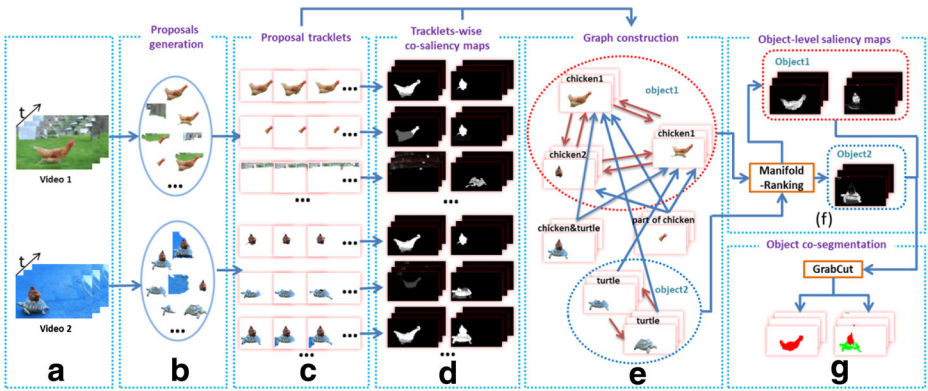 Proposals
generation
Proposal tracklets
Tracklets-wise
co-saliency maps
Graph construction
Object-level saliency maps
t
Video 1
t
Video 2
•••
•••
•••
•••
•••
•••
•••
•••
•••
•••
•••
•••
chicken1
object1
chicken1
chicken2
chicken&turtle
part of chicken
object2
turtle
turtle
Object1
Object2
Manifold
-Ranking
(f)
Object co-segmentation
GrabCut
a
b
c
d
e
g